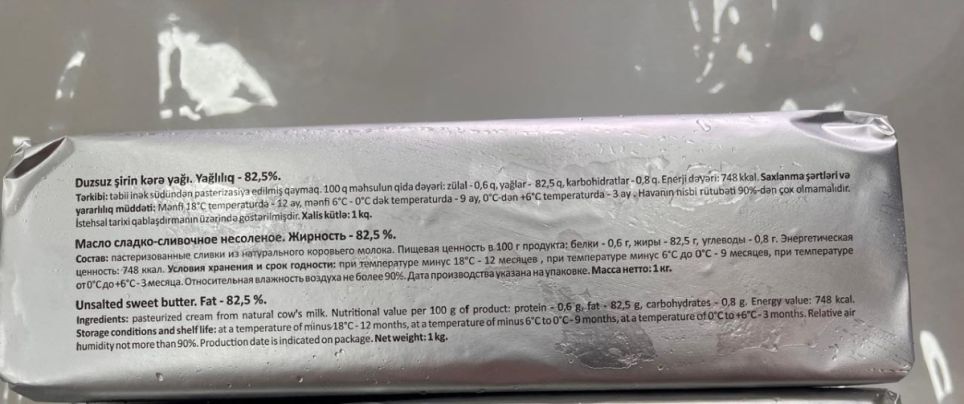 Duzsuz şirin kərə yağı. Yağlılıq - 82,5%.
Tərkibi: təbii inək südündən pasterizasiya edilmiş qaymaq. 100 q məhsulun qida dəyəri: zülal - 0,6 q, yağlar - 82,5 q, karbohidratlar - 0,8 q. Enerji dəyəri: 748 kkal. Saxlanma şərtləri və
yararlılıq müddəti: Mənfi 18°C temperaturda - 12 ay, mənfi 6°C - 0°C dək temperaturda - 9 ay, 0°C-dən +6°C temperaturda - 3 ay . Havanın nisbi rütubəti 90%-dən çox olmamalıdır.
İstehsal tarixi qablaşdırmanın üzərində göstərilmişdir. Xalis kütlə: 1 kq.
Масло сладко-сливочное несоленое. Жирность - 82,5 %.
Состав: пастеризованные сливки из натурального коровьего молока. Пищевая ценность в 100 г продукта: белки - 0,6 г, жиры - 82,5 г, углеводы - 0,8 г. Энергетическая
ценность: 748 ккал. Условия хранения и срок годности: при температуре минус 18°С - 12 месяцев , при температуре минус 6°С до 0°С - 9 месяцев, при температуре
от 0°С до +6°С - 3 месяца. Относительная влажность воздуха не более 90%. Дата производства указана на упаковке. Масса нетто: 1 кг.
Unsalted sweet butter. Fat - 82,5 %.
Ingredients: pasteurized cream from natural cow's milk. Nutritional value per 100 g of product: protein - 0,6 g, fat - 82,5 g, carbohydrates - 0,8 g. Energy value: 748 kcal.
Storage conditions and shelf life: at a temperature of minus 18°C - 12 months, at a temperature of minus 6°C to 0°C - 9 months, at a temperature of 0°C to +6°C - 3 months. Relative air
humidity not more than 90%. Production date is indicated on package. Net weight: 1 kg.